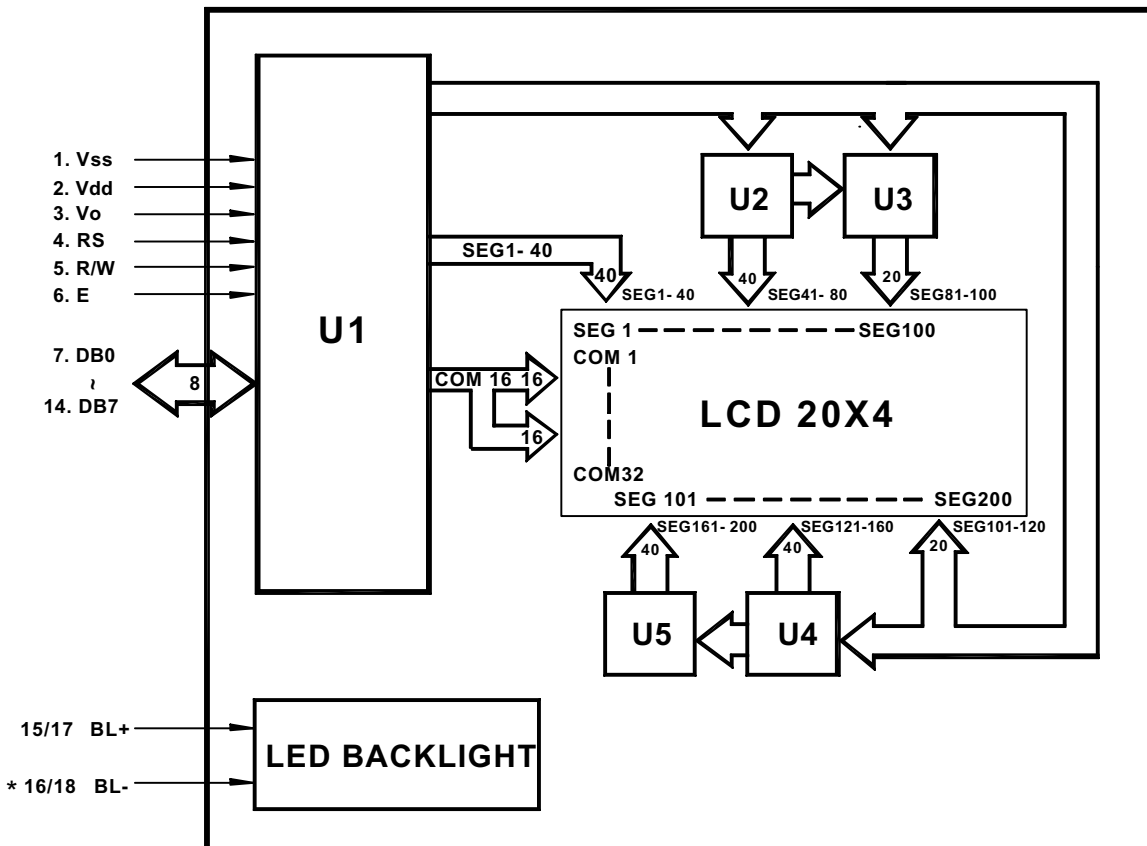 1. Vss
2. Vdd
3. Vo
4. RS
5. R/W
6. E
7. DB0
~
14. DB7
8
U1
SEG1- 40
40
SEG1- 40
U2
U3
40
SEG41- 80
20
SEG81-100
COM 16 16
16
SEG 1
SEG100
COM 1
LCD 20X4
COM32
SEG 101
SEG200
SEG161- 200
SEG121-160
SEG101-120
40
40
20
U5
U4
15/17 BL+
* 16/18 BL-
LED BACKLIGHT